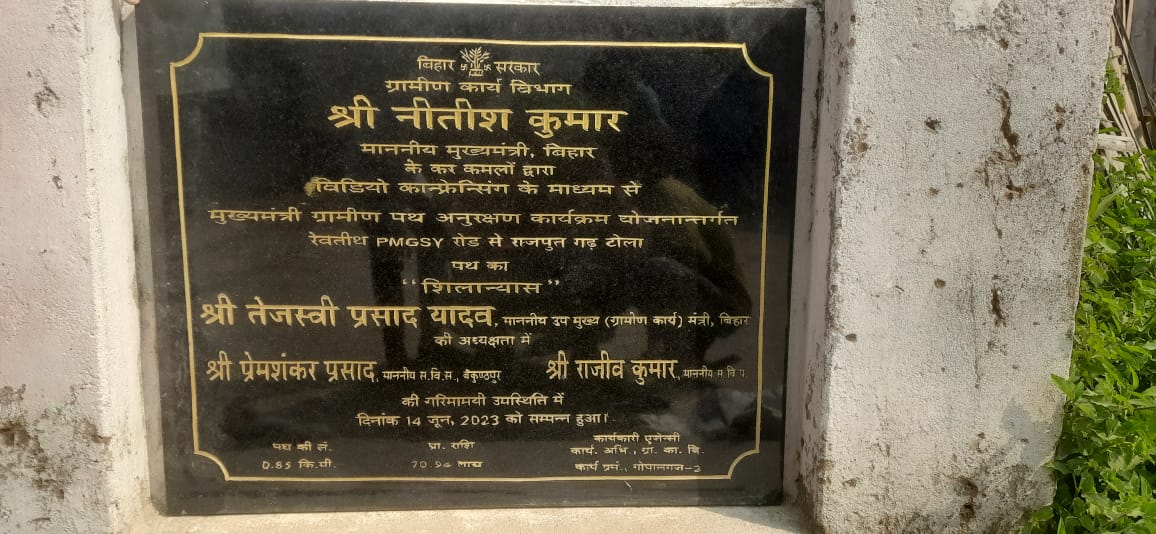 बिहार सरकार
ग्रामीण कार्य विभाग
श्री नीतीश कुमार
माननीय मुख्यमंत्री, बिहार
के कर कमलों द्वारा
विडियो कान्फ्रेन्सिंग के माध्यम से
मुख्यमंत्री ग्रामीण पथ अनुरक्षण कार्यक्रम योजनान्तर्गत
रेवतीथ PMGSY रोड से राजपुत गढ़ टोला
पथ का
“शिलान्यास”
श्री तेजस्वी प्रसाद यादव, माननीय उप मुख्य (ग्रामीण कार्य) मंत्री, बिहार
की अध्यक्षता में
श्री प्रेमशंकर प्रसाद, माननीय स.वि.स., बैकुण्ठपुर श्री राजीव कुमार, माननीय स.वि.प.
की गरिमामयी उपस्थिति में
दिनांक 14 जून, 2023 को सम्पन्न हुआ।
पथ की लं. प्रा. राशि कार्यकारी एजेन्सी
0.85 कि.मी. 70.94 लाख कार्य. अभि., ग्रा. का. वि.
कार्य प्रमं., गोपालगंज-2